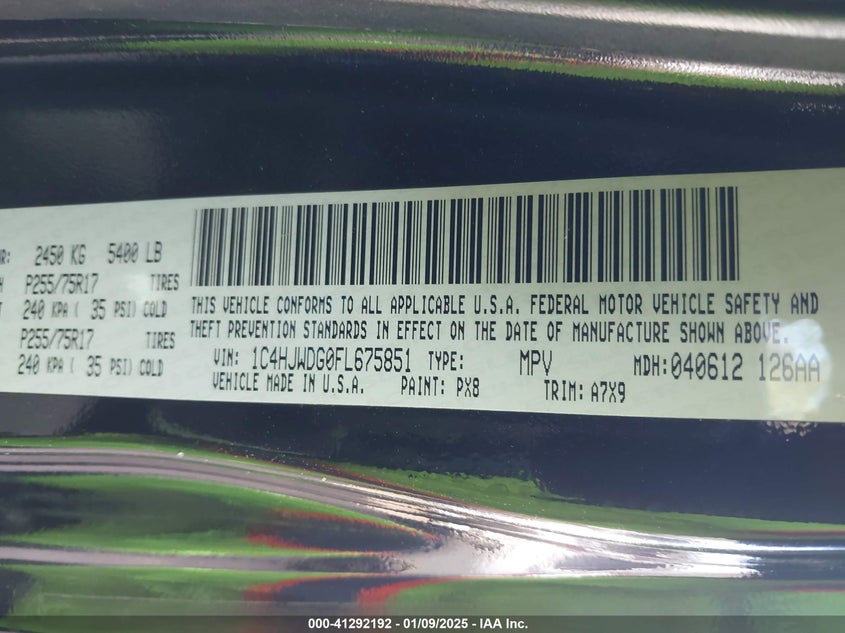 R: 2450 KG 5400 LB
P255/75R17 TIRES
240 KPA ( 35 PSI) COLD
P255/75R17 TIRES
240 KPA ( 35 PSI) COLD
THIS VEHICLE CONFORMS TO ALL APPLICABLE U.S.A. FEDERAL MOTOR VEHICLE SAFETY AND
THEFT PREVENTION STANDARDS IN EFFECT ON THE DATE OF MANUFACTURE SHOWN ABOVE.
VIN: 1C4HJWDG0FL675851 TYPE: MPV MDH: 040612 126AA
VEHICLE MADE IN U.S.A. PAINT: PX8 TRIM: A7X9
000-41292192 - 01/09/2025 - IAA Inc.